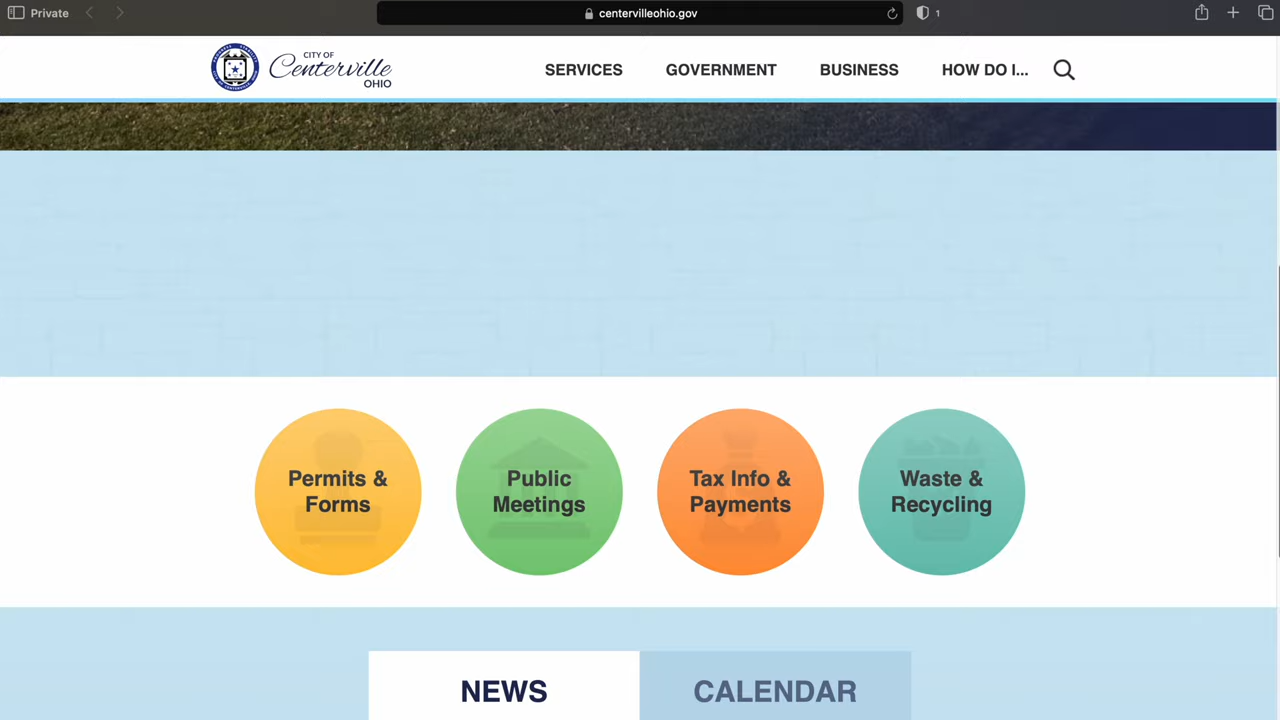 Private
centervilleohio.gov
1
CITY OF
Centerville
OHIO
SERVICES
GOVERNMENT
BUSINESS
HOW DO I...
Permits &
Forms
Public
Meetings
Tax Info &
Payments
Waste &
Recycling
NEWS
CALENDAR